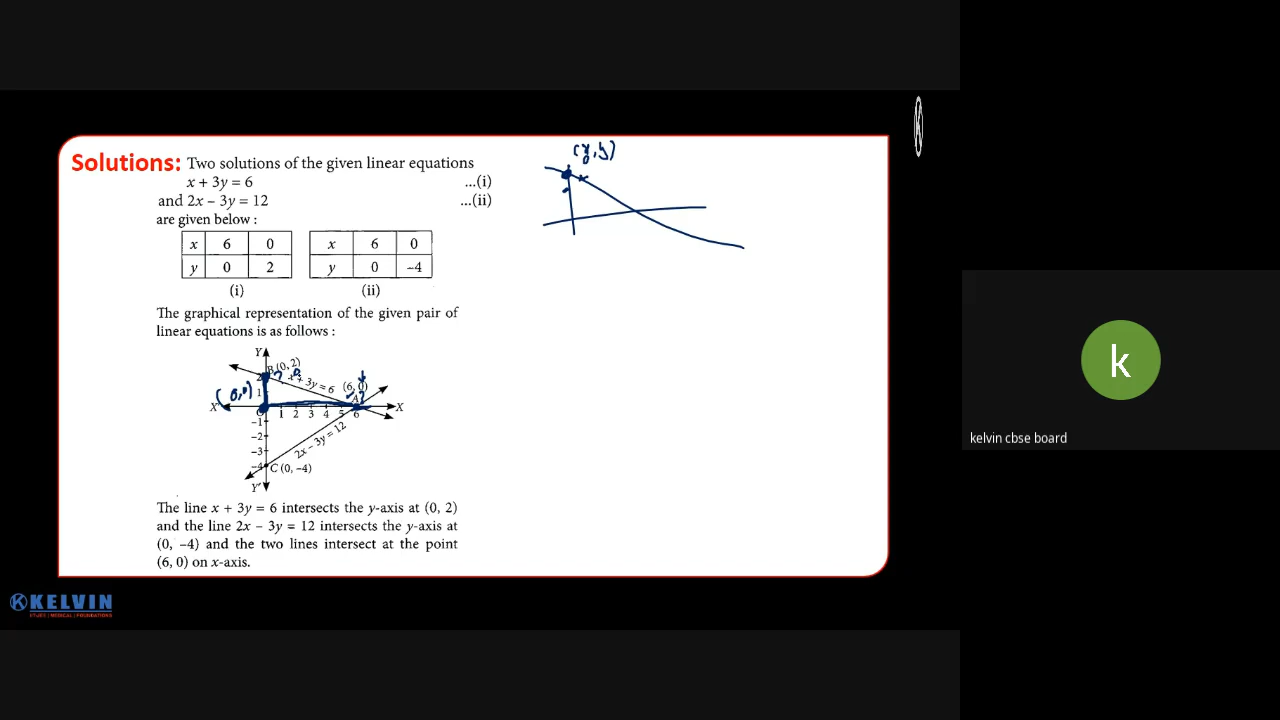 Solutions: Two solutions of the given linear equations
x + 3y = 6 ...(i)
and 2x − 3y = 12 ...(ii)
are given below :
x 6 0
y 0 2
(i)
x 6 0
y 0 −4
(ii)
The graphical representation of the given pair of
linear equations is as follows :
Y
B (0, 2)
2
x + 3y = 6
(6, 0)
(0,0)
1
A
X' O 1 2 3 4 5 6 X
−1
−2
−3
2x − 3y = 12
−4 C (0, −4)
Y'
The line x + 3y = 6 intersects the y-axis at (0, 2)
and the line 2x − 3y = 12 intersects the y-axis at
(0, −4) and the two lines intersect at the point
(6, 0) on x-axis.
KELVIN
k
kelvin cbse board